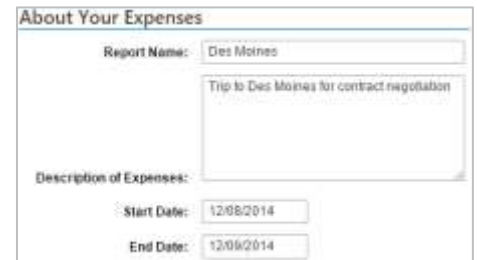 About Your Expenses
Report Name: Des Moines
Trip to Des Moines for contract negotiation
Description of Expenses:
Start Date: 12/08/2014
End Date: 12/09/2014